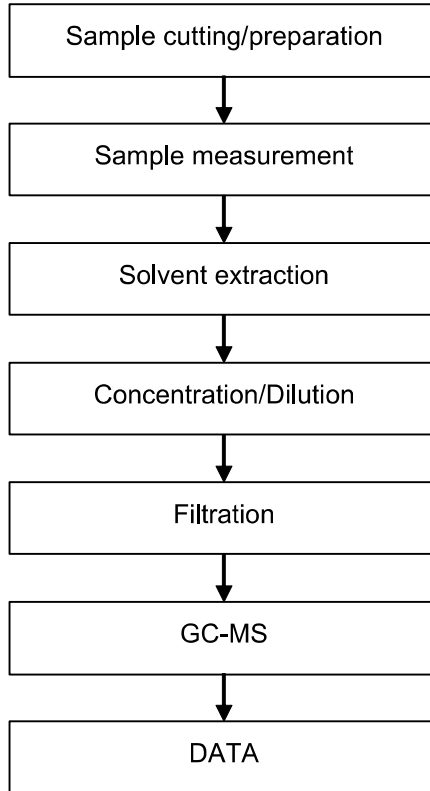 Sample cutting/preparation
Sample measurement
Solvent extraction
Concentration/Dilution
Filtration
GC-MS
DATA